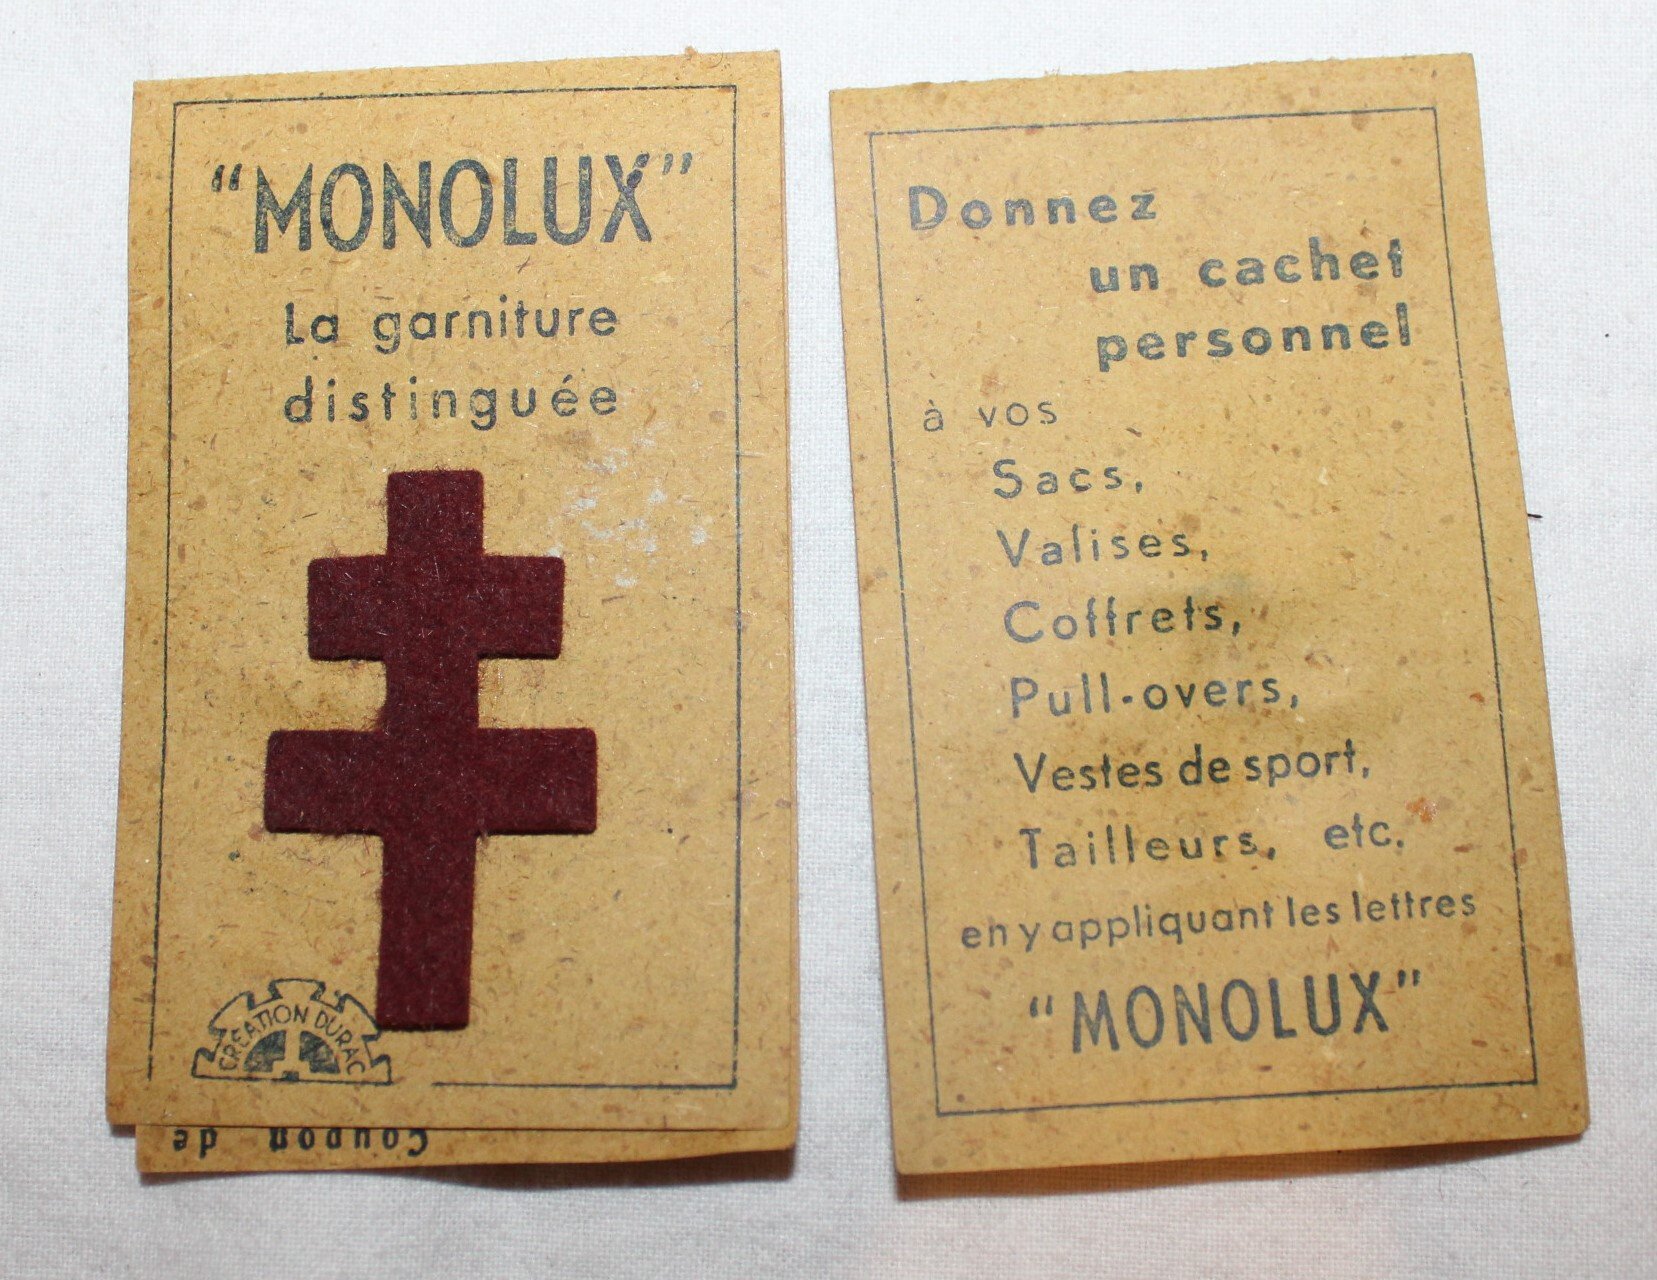 "MONOLUX"
La garniture
distinguée
CRÉATION DURAC
Coupon de
Donnez
un cachet
personnel
à vos
Sacs,
Valises,
Coffrets,
Pull-overs,
Vestes de sport,
Tailleurs, etc.
en y appliquant les lettres
"MONOLUX"